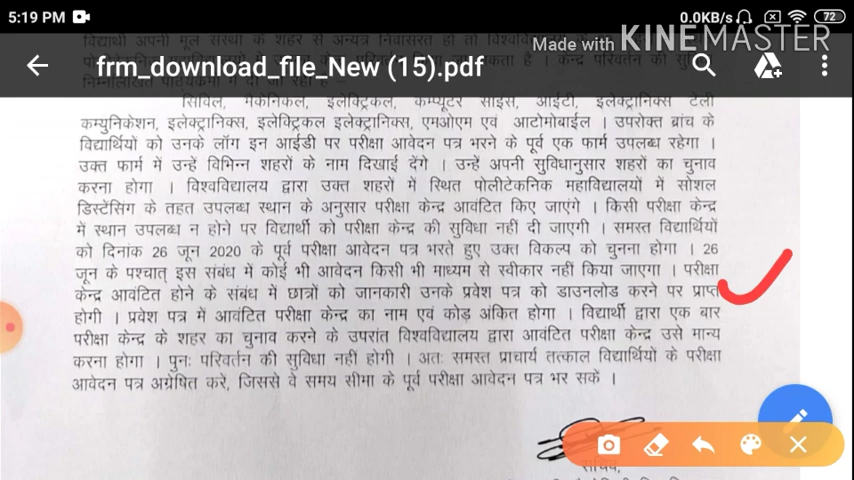 5:19 PM 0.0KB/s 72
विद्यार्थी अपनी मूल संस्था के शहर से अन्यत्र निवासरत हो तो
Made with KINEMASTER
frm_download_file_New (15).pdf
सिविल, मैकेनिकल, इलेक्ट्रिकल, कम्प्यूटर साइंस, आईटी, इलेक्ट्रानिक्स टेली
कम्युनिकेशन, इलेक्ट्रानिक्स, इलेक्ट्रिकल इलेक्ट्रानिक्स, एमओएम एवं आटोमोबाईल । उपरोक्त ब्रांच के
विद्यार्थियों को उनके लॉग इन आईडी पर परीक्षा आवेदन पत्र भरने के पूर्व एक फार्म उपलब्ध रहेगा ।
उक्त फार्म में उन्हें विभिन्न शहरों के नाम दिखाई देंगे । उन्हें अपनी सुविधानुसार शहरों का चुनाव
करना होगा । विश्वविद्यालय द्वारा उक्त शहरों में स्थित पोलीटेकनिक महाविद्यालयों में सोशल
डिस्टेंसिग के तहत उपलब्ध स्थान के अनुसार परीक्षा केन्द्र आवंटित किए जाएंगे । किसी परीक्षा केन्द्र
में स्थान उपलब्ध न होने पर विद्यार्थी को परीक्षा केन्द्र की सुविधा नहीं दी जाएगी । समस्त विद्यार्थियों
को दिनांक 26 जून 2020 के पूर्व परीक्षा आवेदन पत्र भरते हुए उक्त विकल्प को चुनना होगा । 26
जून के पश्चात् इस संबंध में कोई भी आवेदन किसी भी माध्यम से स्वीकार नहीं किया जाएगा । परीक्षा
केन्द्र आवंटित होने के संबंध में छात्रों को जानकारी उनके प्रवेश पत्र को डाउनलोड करने पर प्राप्त
होगी । प्रवेश पत्र में आवंटित परीक्षा केन्द्र का नाम एवं कोड़ अंकित होगा । विद्यार्थी द्वारा एक बार
परीक्षा केन्द्र के शहर का चुनाव करने के उपरांत विश्वविद्यालय द्वारा आवंटित परीक्षा केन्द्र उसे मान्य
करना होगा । पुनः परिवर्तन की सुविधा नहीं होगी । अतः समस्त प्राचार्य तत्काल विद्यार्थियों के परीक्षा
आवेदन पत्र अग्रेषित करें, जिससे वे समय सीमा के पूर्व परीक्षा आवेदन पत्र भर सकें ।
सचिव,